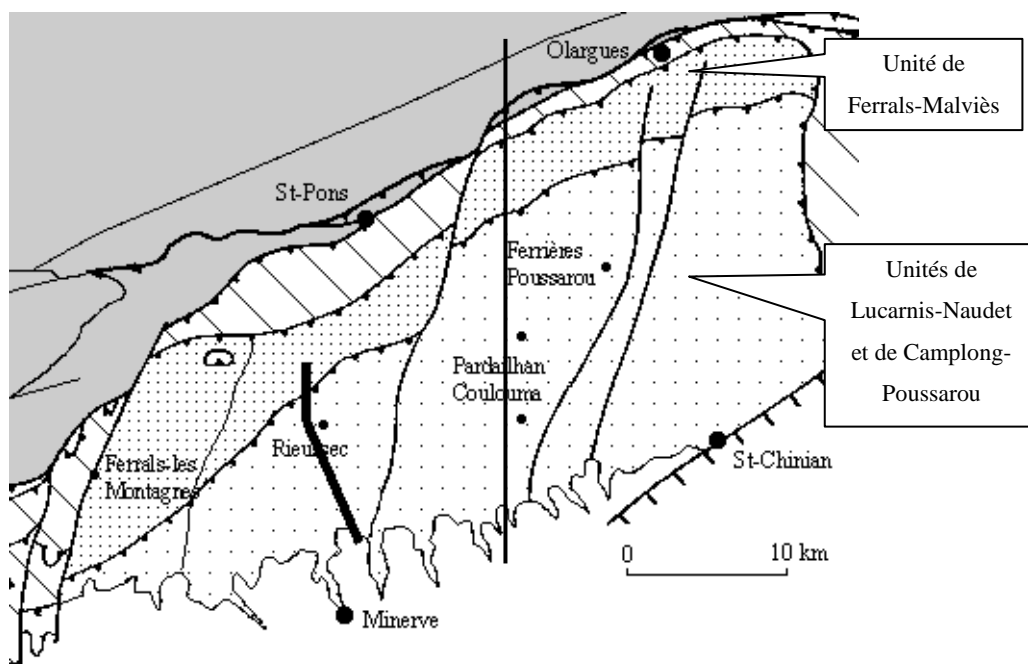 Olargues
Unité de
Ferrals-Malviès
St-Pons
Ferrières
Poussarou
Unités de
Lucarnis-Naudet
et de Camplong-
Poussarou
Pardailhan
Coulouma
Rieussec
Ferrals-les
Montagnes
St-Chinian
0 10 km
Minerve